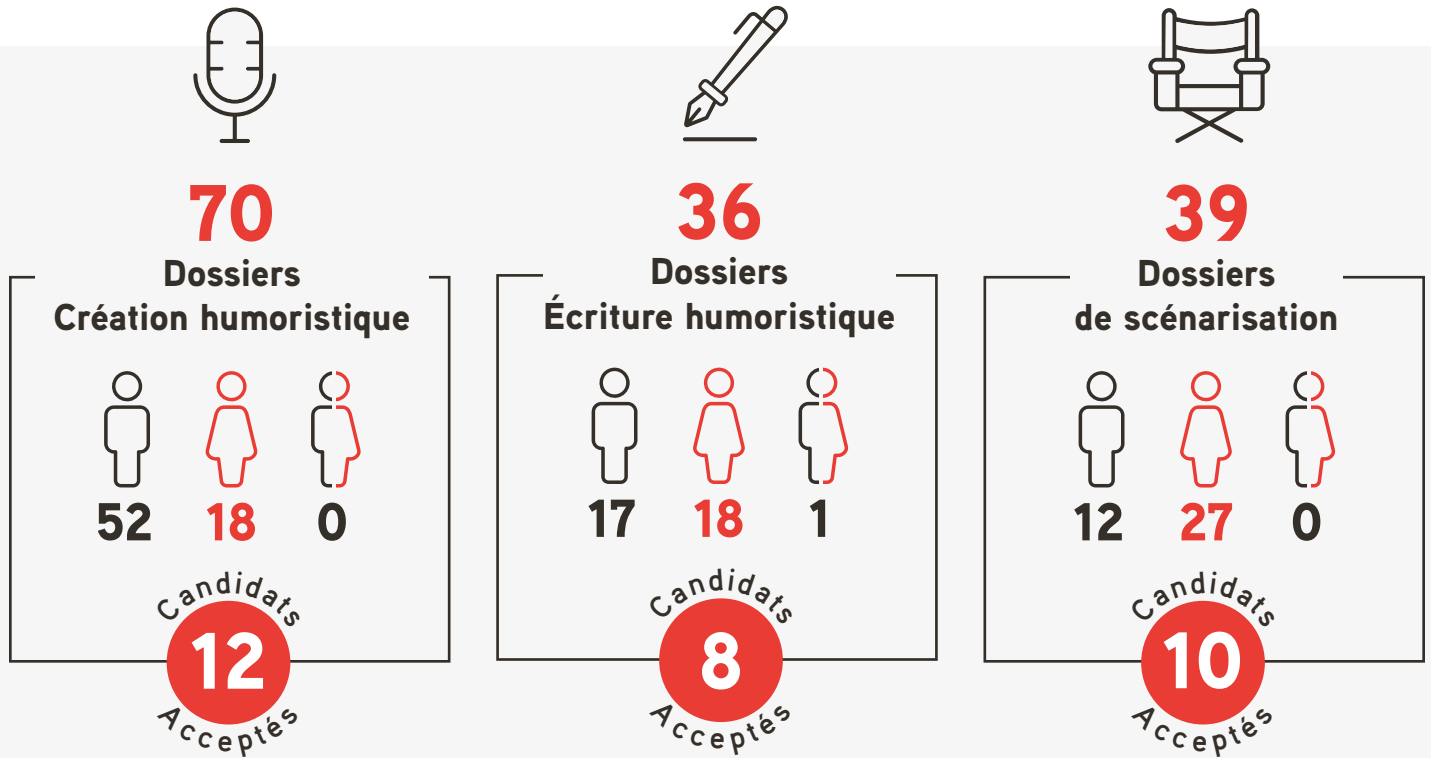 70
Dossiers
Création humoristique
52 18 0
Candidats
12
Acceptés
36
Dossiers
Écriture humoristique
17 18 1
Candidats
8
Acceptés
39
Dossiers
de scénarisation
12 27 0
Candidats
10
Acceptés